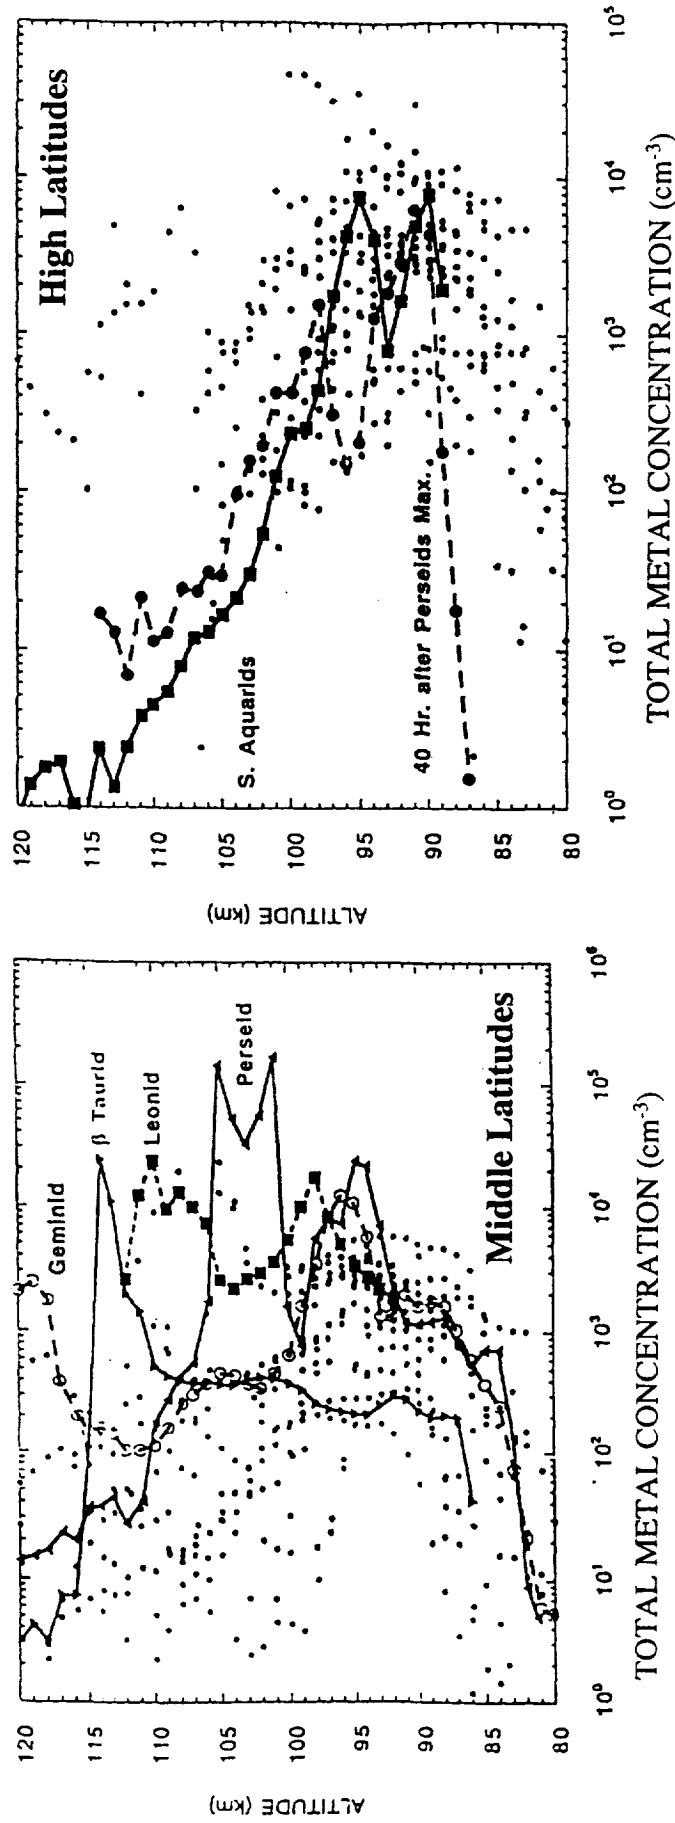 High Latitudes
S. Aquarids
40 Hr. after Perseids Max.
ALTITUDE (km)
120
115
110
105
100
95
90
85
80
10⁰
10¹
10²
10³
10⁴
10⁵
TOTAL METAL CONCENTRATION (cm⁻³)
Geminid
β Taurid
Leonid
Perseid
Middle Latitudes
ALTITUDE (km)
120
115
110
105
100
95
90
85
80
10⁰
10¹
10²
10³
10⁴
10⁵
10⁶
TOTAL METAL CONCENTRATION (cm⁻³)